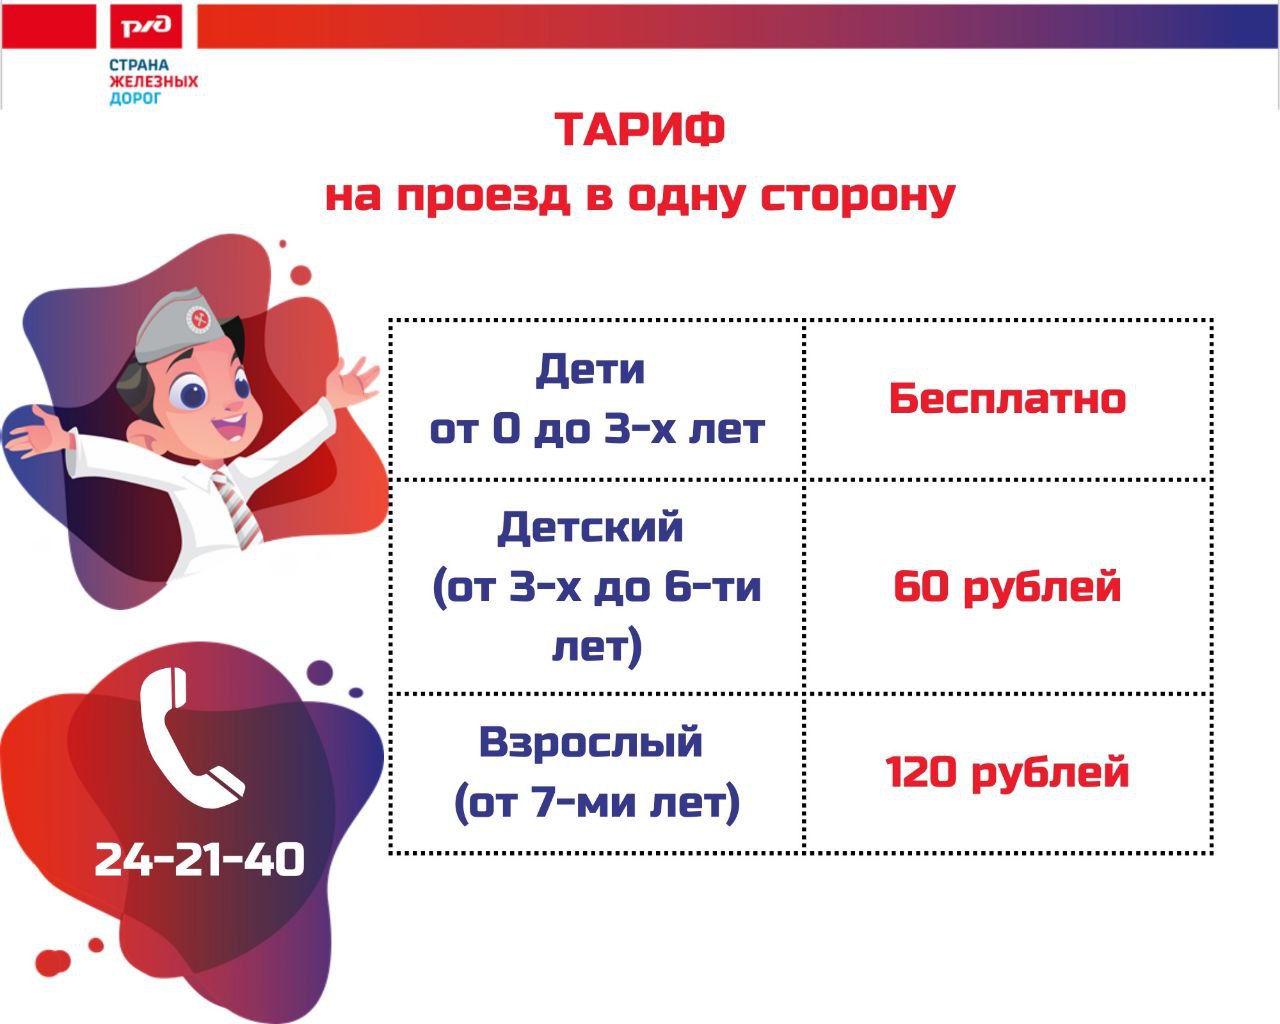 РЖД
СТРАНА
ЖЕЛЕЗНЫХ
ДОРОГ
ТАРИФ
на проезд в одну сторону
Дети
от 0 до 3-х лет
Бесплатно
Детский
(от 3-х до 6-ти
лет)
60 рублей
Взрослый
(от 7-ми лет)
120 рублей
24-21-40